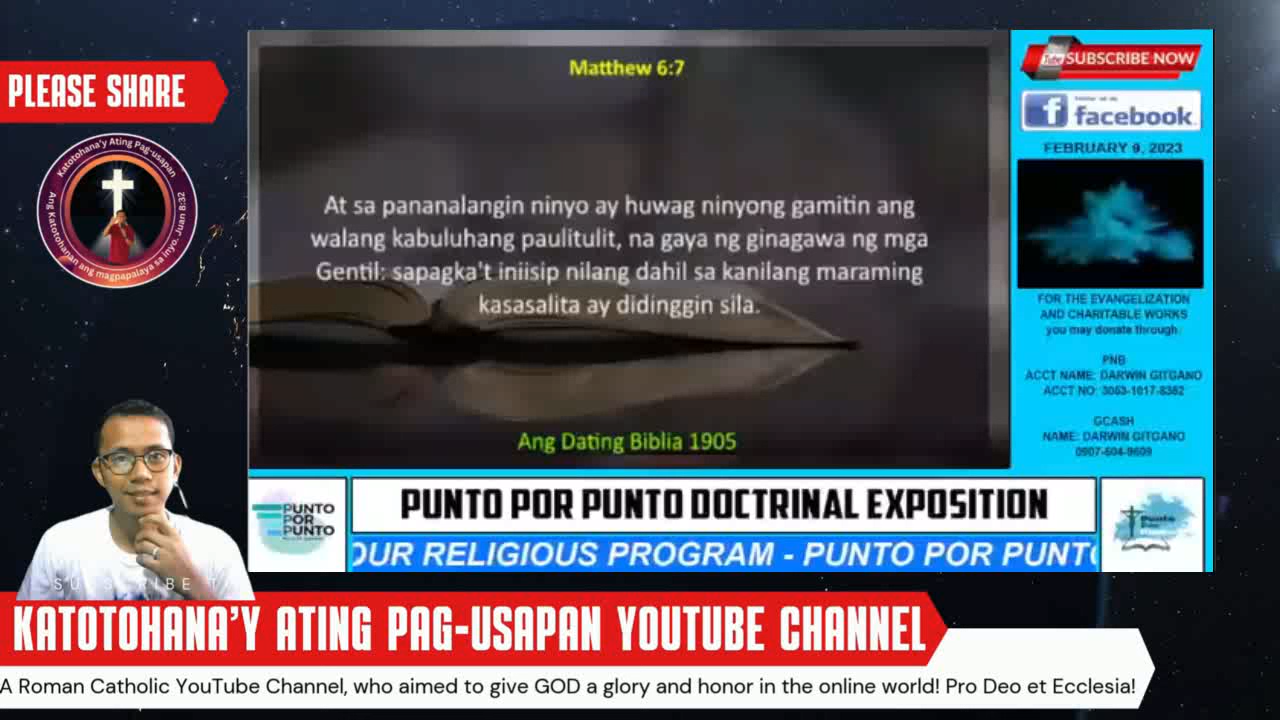 PLEASE SHARE
Katotohana'y Ating Pag-usapan
Ang Katotohanan ang magpapalaya sa inyo. Juan 8:32
Matthew 6:7
At sa pananalangin ninyo ay huwag ninyong gamitin ang
walang kabuluhang paulitulit, na gaya ng ginagawa ng mga
Gentil: sapagka't iniisip nilang dahil sa kanilang maraming
kasasalita ay didinggin sila.
Ang Dating Biblia 1905
SUBSCRIBE NOW
facebook
FEBRUARY 9, 2023
FOR THE EVANGELIZATION
AND CHARITABLE WORKS
you may donate through
PNB
ACCT NAME: DARWIN GITGANO
ACCT NO: 3063-1017-8362
GCASH
NAME: DARWIN GITGANO
0907-604-9609
PUNTO
POR
PUNTO
PUNTO POR PUNTO DOCTRINAL EXPOSITION
OUR RELIGIOUS PROGRAM - PUNTO POR PUNTO
SUBSCRIBE
KATOTOHANA'Y ATING PAG-USAPAN YOUTUBE CHANNEL
A Roman Catholic YouTube Channel, who aimed to give GOD a glory and honor in the online world! Pro Deo et Ecclesia!